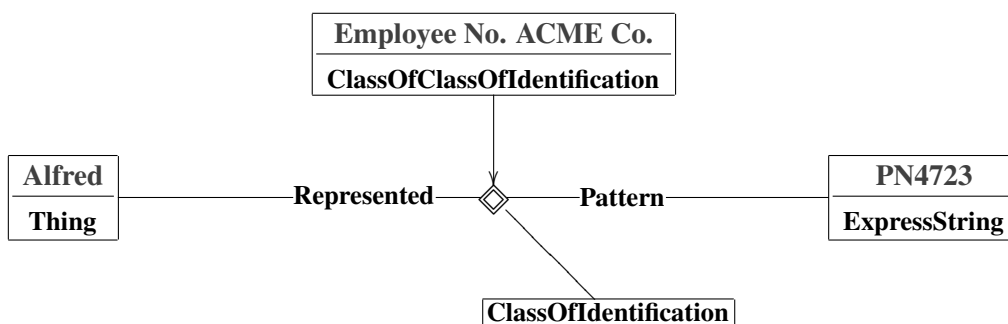 Employee No. ACME Co.
ClassOfClassOfIdentification
Alfred
Thing
Represented
Pattern
PN4723
ExpressString
ClassOfIdentification